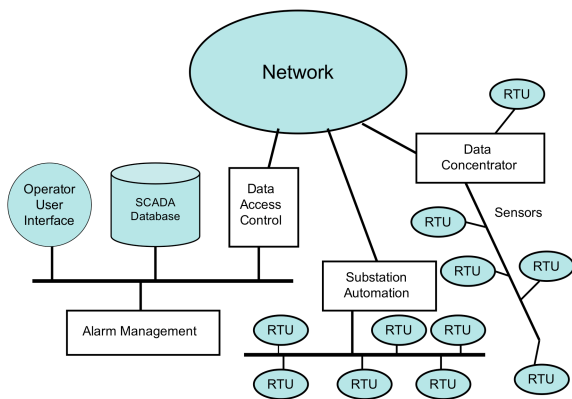 Network
RTU
Data
Concentrator
Operator
User
Interface
SCADA
Database
Data
Access
Control
RTU
Sensors
RTU
RTU
Substation
Automation
Alarm Management
RTU
RTU
RTU
RTU
RTU
RTU
RTU